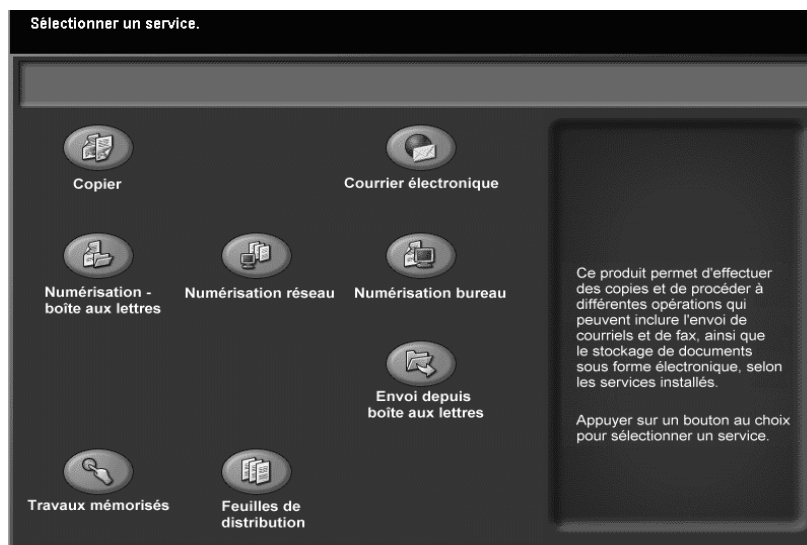 Sélectionner un service.
Copier
Courrier électronique
Numérisation -
boîte aux lettres
Numérisation réseau
Numérisation bureau
Envoi depuis
boîte aux lettres
Travaux mémorisés
Feuilles de
distribution
Ce produit permet d'effectuer
des copies et de procéder à
différentes opérations qui
peuvent inclure l'envoi de
courriels et de fax, ainsi que
le stockage de documents
sous forme électronique, selon
les services installés.
Appuyer sur un bouton au choix
pour sélectionner un service.